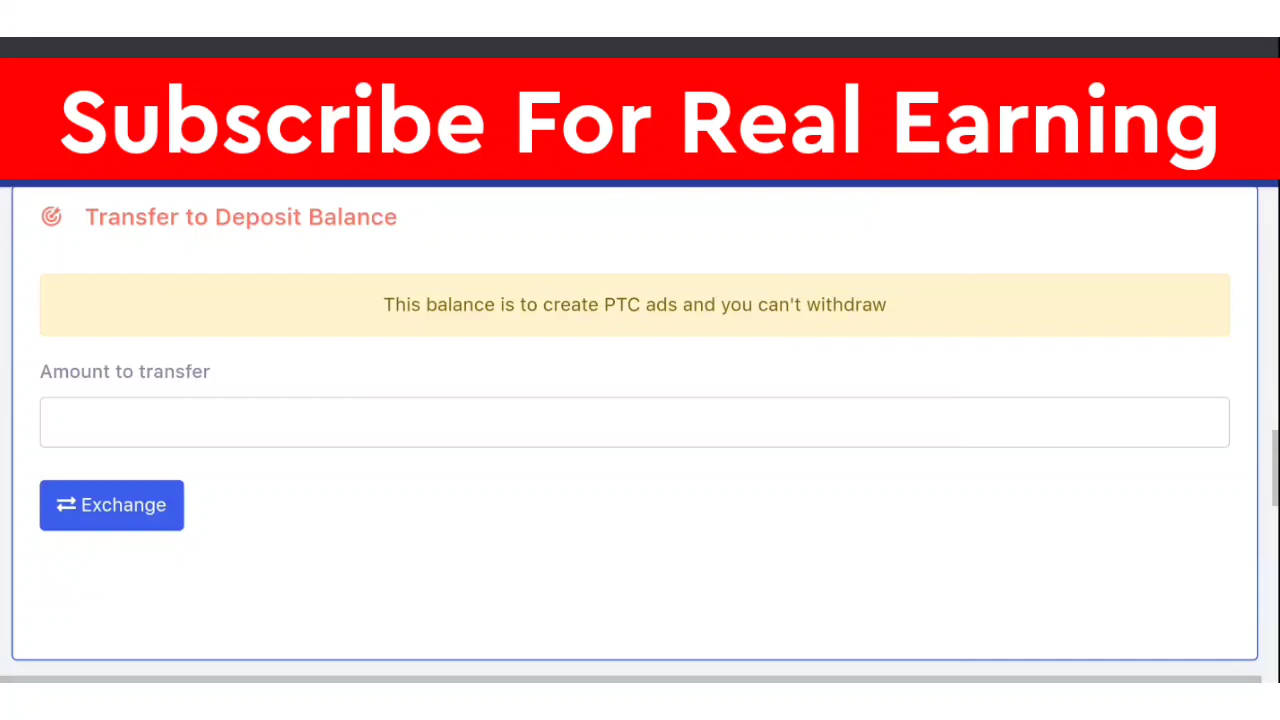 Subscribe For Real Earning
Transfer to Deposit Balance
This balance is to create PTC ads and you can't withdraw
Amount to transfer
Exchange